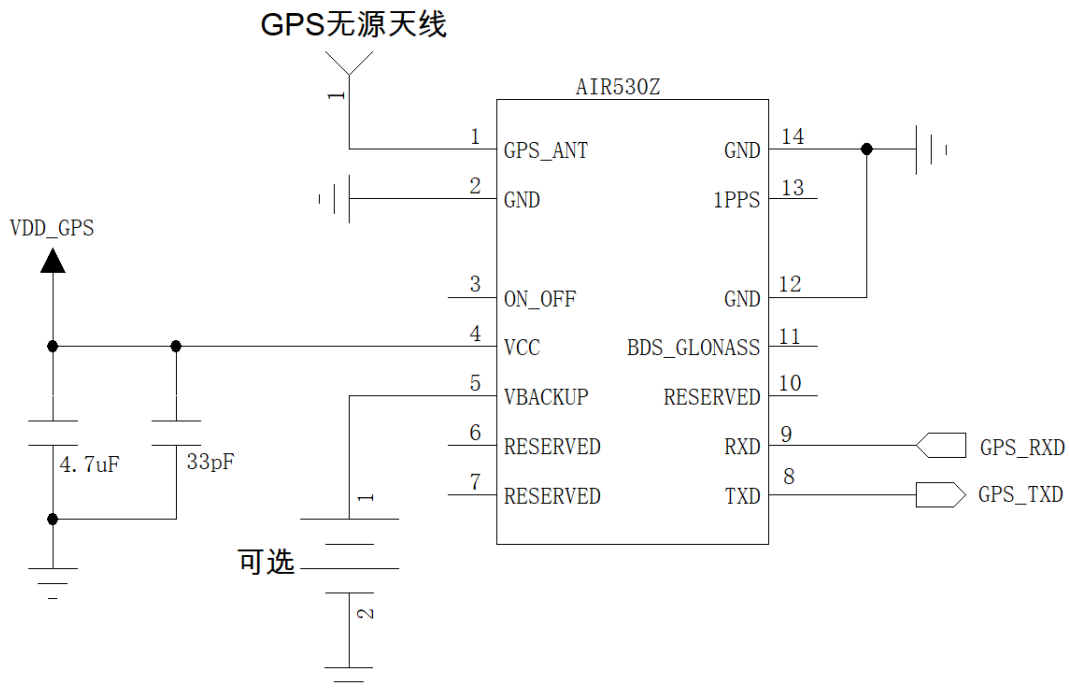 GPS无源天线
1
AIR530Z
1 GPS_ANT GND 14
2 GND 1PPS 13
VDD_GPS
3 ON_OFF GND 12
4 VCC BDS_GLONASS 11
5 VBACKUP RESERVED 10
6 RESERVED RXD 9 GPS_RXD
7 RESERVED TXD 8 GPS_TXD
4.7uF 33pF
1
可选
2